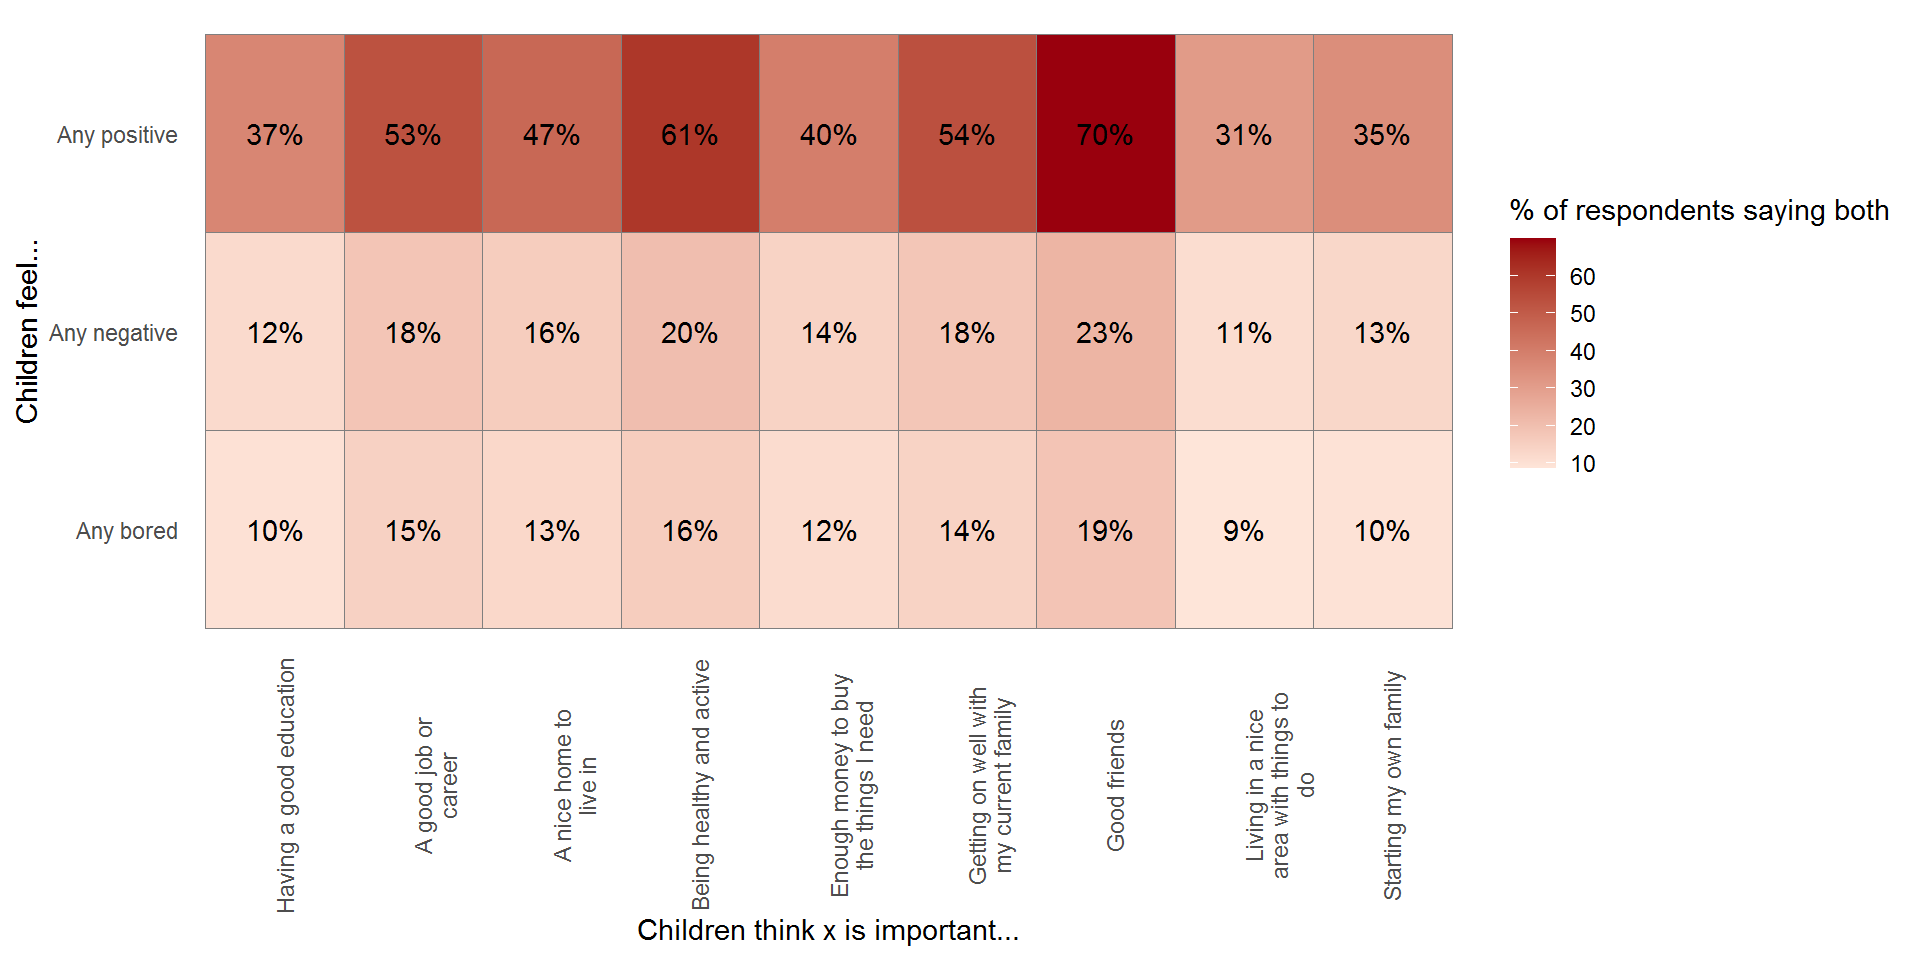 Any positive
37% 53% 47% 61% 40% 54% 70% 31% 35%
Any negative
12% 18% 16% 20% 14% 18% 23% 11% 13%
Any bored
10% 15% 13% 16% 12% 14% 19% 9% 10%
Children feel...
Having a good education
A good job or
career
A nice home to
live in
Being healthy and active
Enough money to buy
the things I need
Getting on well with
my current family
Good friends
Living in a nice
area with things to
do
Starting my own family
Children think x is important...
% of respondents saying both
60
50
40
30
20
10